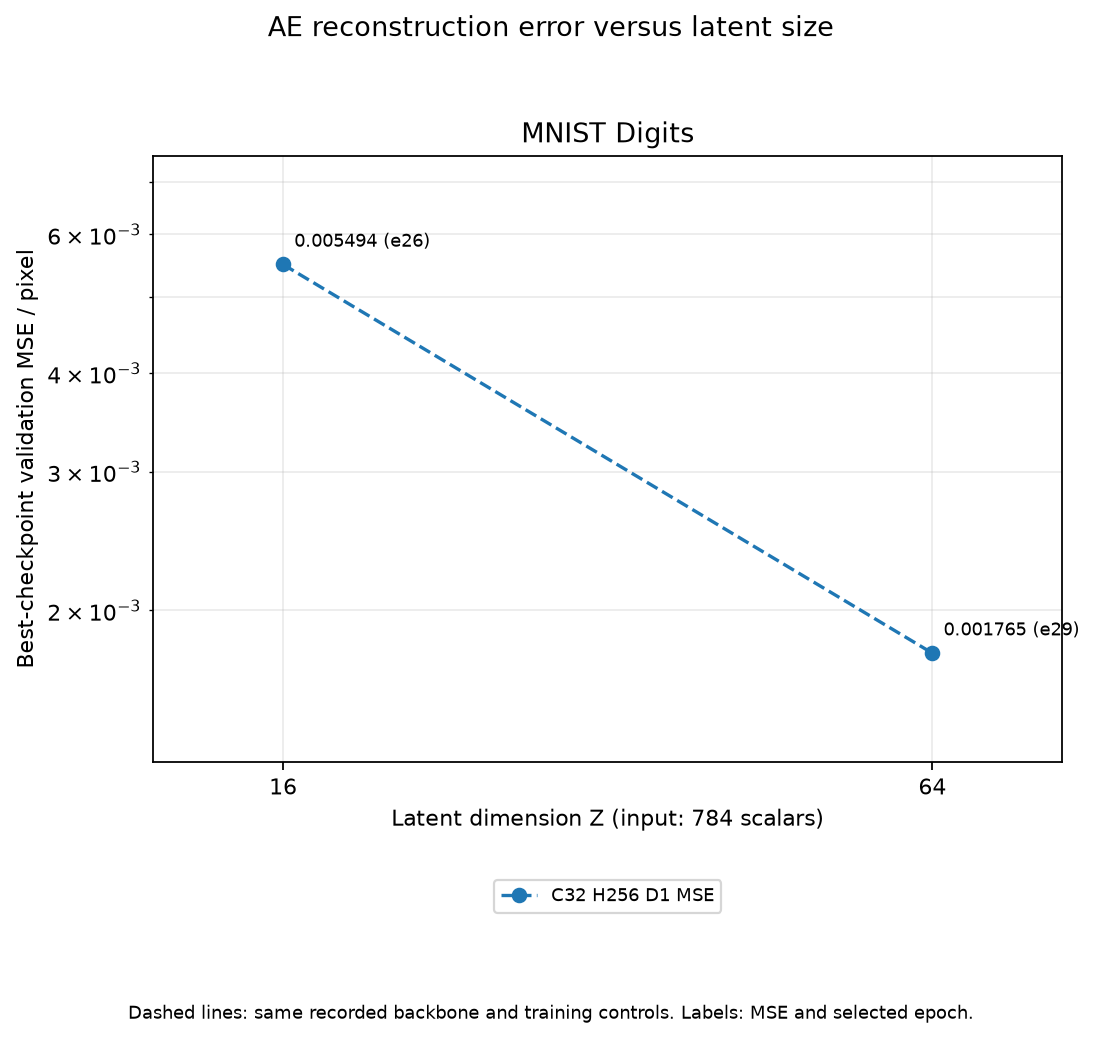 AE reconstruction error versus latent size
MNIST Digits
Best-checkpoint validation MSE / pixel
6 × 10⁻³
4 × 10⁻³
3 × 10⁻³
2 × 10⁻³
0.005494 (e26)
0.001765 (e29)
16
64
Latent dimension Z (input: 784 scalars)
C32 H256 D1 MSE
Dashed lines: same recorded backbone and training controls. Labels: MSE and selected epoch.